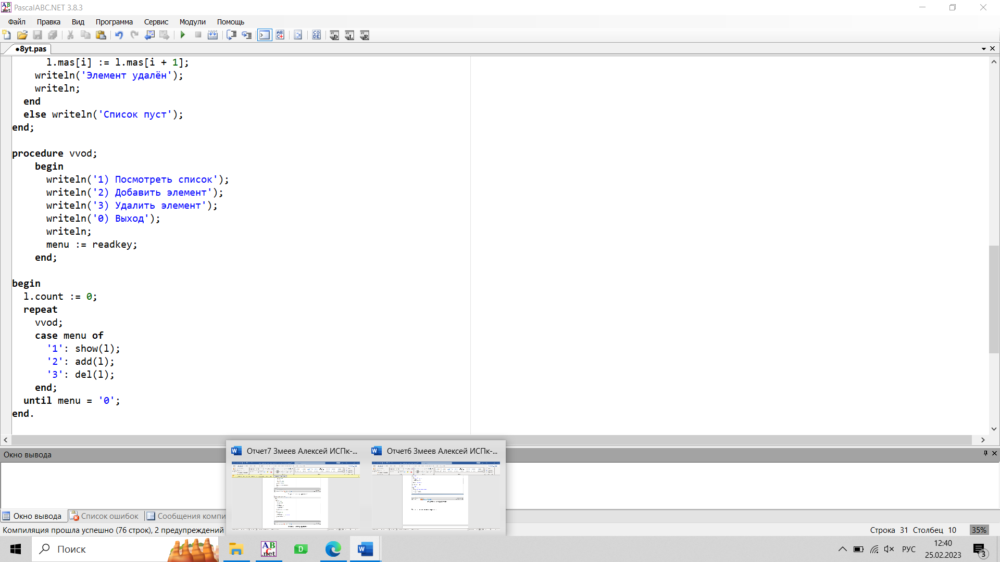 PascalABC.NET 3.8.3
Файл Правка Вид Программа Сервис Модули Помощь
•8yt.pas
l.mas[i] := l.mas[i + 1];
writeln('Элемент удалён');
writeln;
end
else writeln('Список пуст');
end;
procedure vvod;
begin
writeln('1) Посмотреть список');
writeln('2) Добавить элемент');
writeln('3) Удалить элемент');
writeln('0) Выход');
writeln;
menu := readkey;
end;
begin
l.count := 0;
repeat
vvod;
case menu of
'1': show(l);
'2': add(l);
'3': del(l);
end;
until menu = '0';
end.
Отчет7 Змеев Алексей ИСПк-... Отчет6 Змеев Алексей ИСПк-...
Окно вывода
Окно вывода Список ошибок Сообщения компи
Компиляция прошла успешно (76 строк), 2 предупреждений
Строка 31 Столбец 10 35%
Поиск
РУС
12:40
25.02.2023
3